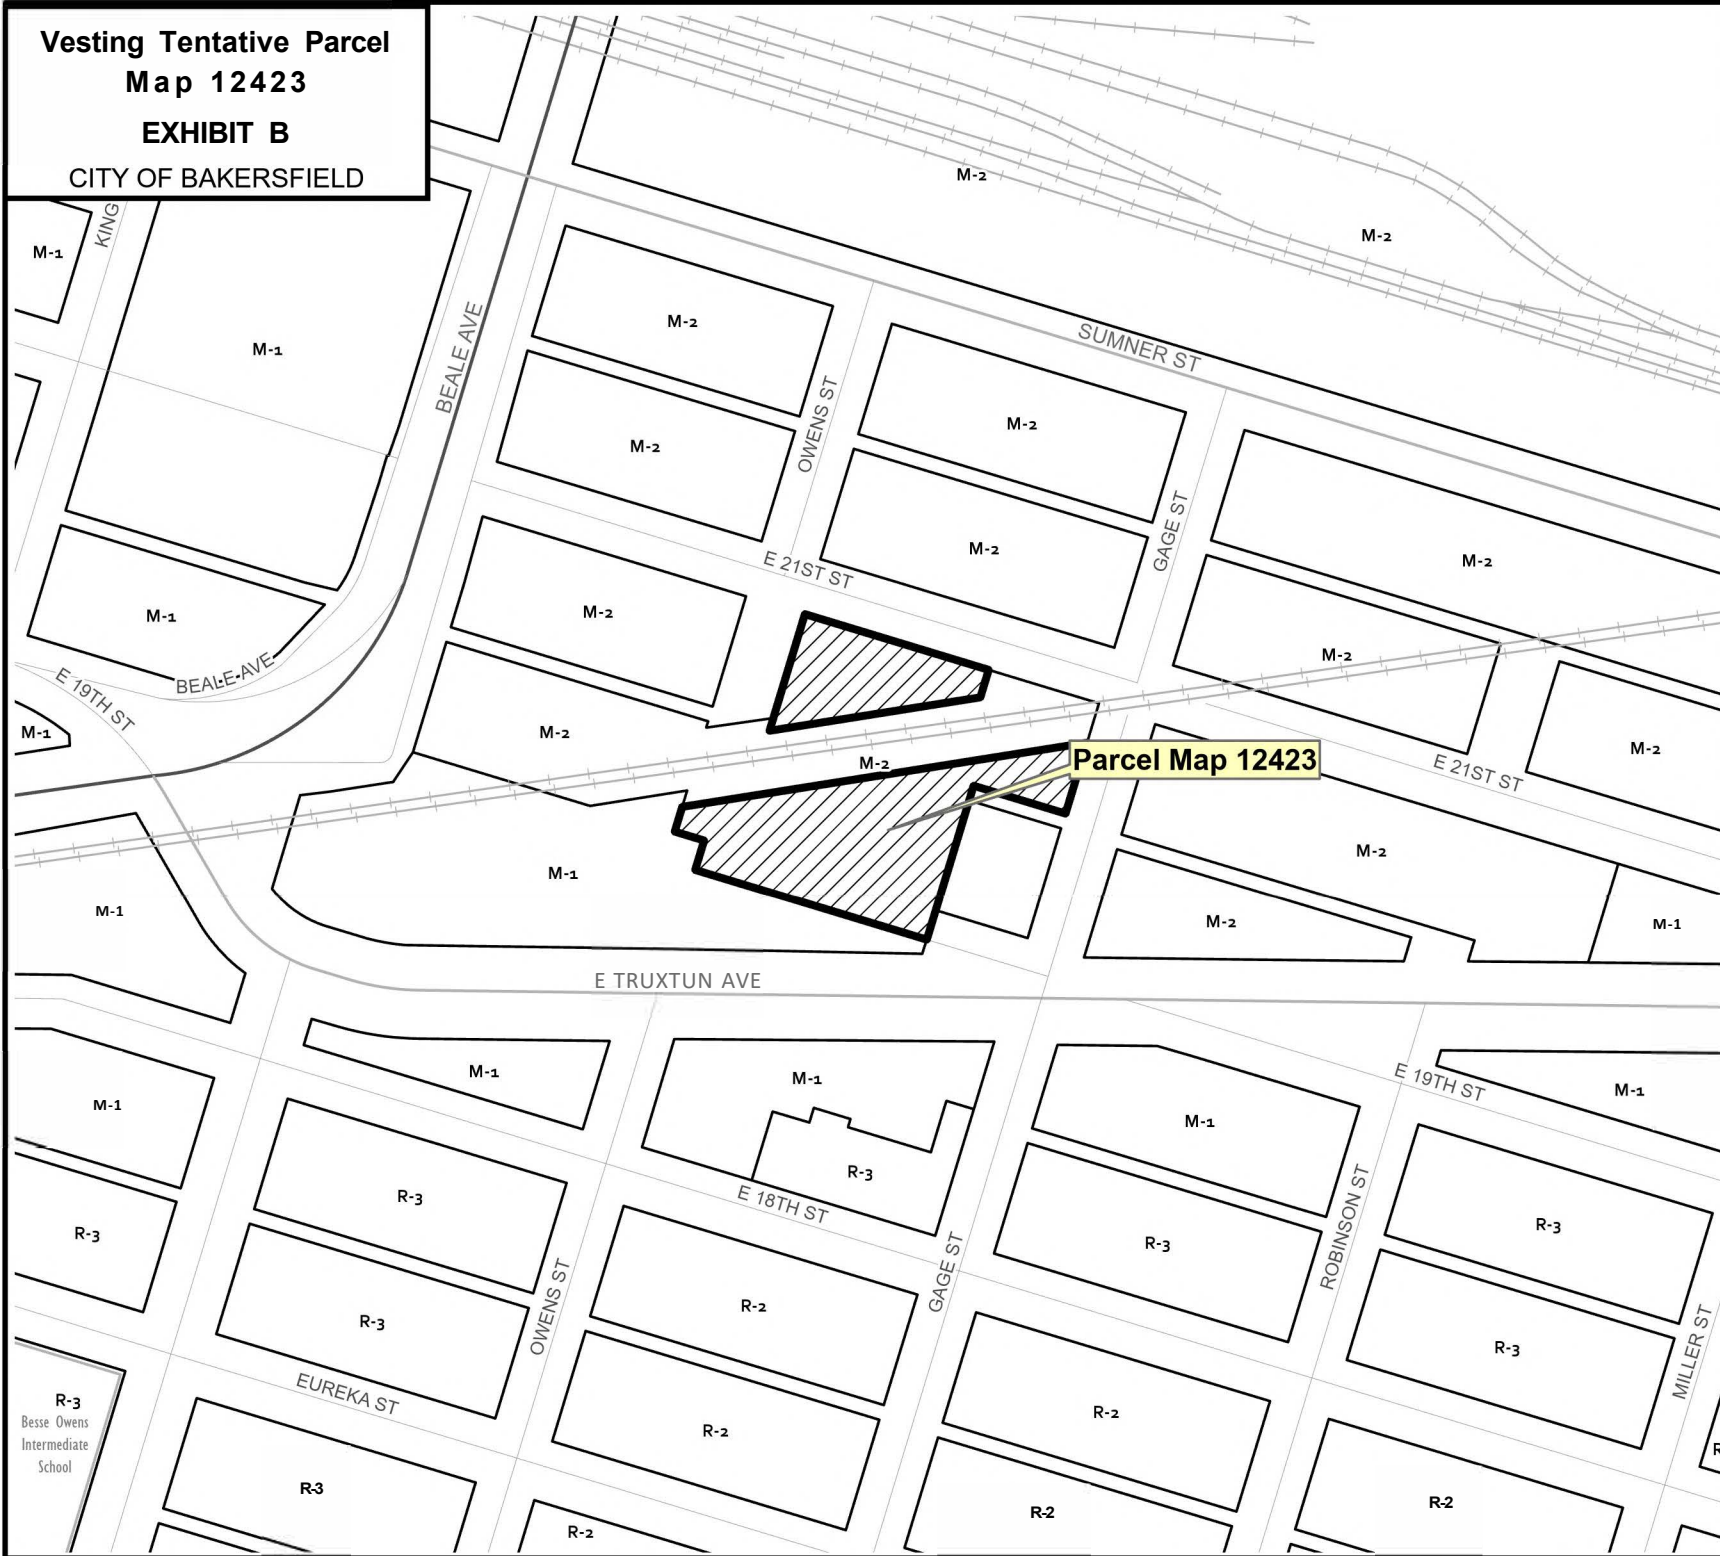 Vesting Tentative Parcel
Map 12423
EXHIBIT B
CITY OF BAKERSFIELD
M-2
M-2
KING
M-1
M-1
BEALE AVE
M-2
SUMNER ST
M-2
OWENS ST
M-2
M-2
GAGE ST
M-2
E 21ST ST
M-2
M-1
M-2
M-2
BEALE AVE
E 19TH ST
M-1
M-2
M-2
Parcel Map 12423
M-2
E 21ST ST
M-1
M-2
M-1
M-2
M-1
E TRUXTUN AVE
M-1
M-1
M-1
M-1
E 19TH ST
M-1
M-1
R-3
R-3
E 18TH ST
R-3
R-3
R-3
ROBINSON ST
R-3
OWENS ST
GAGE ST
R-2
R-3
R-3
MILLER ST
EUREKA ST
R-3
Besse Owens
Intermediate
School
R-2
R-2
R-3
R-2
R-2
R-2
R